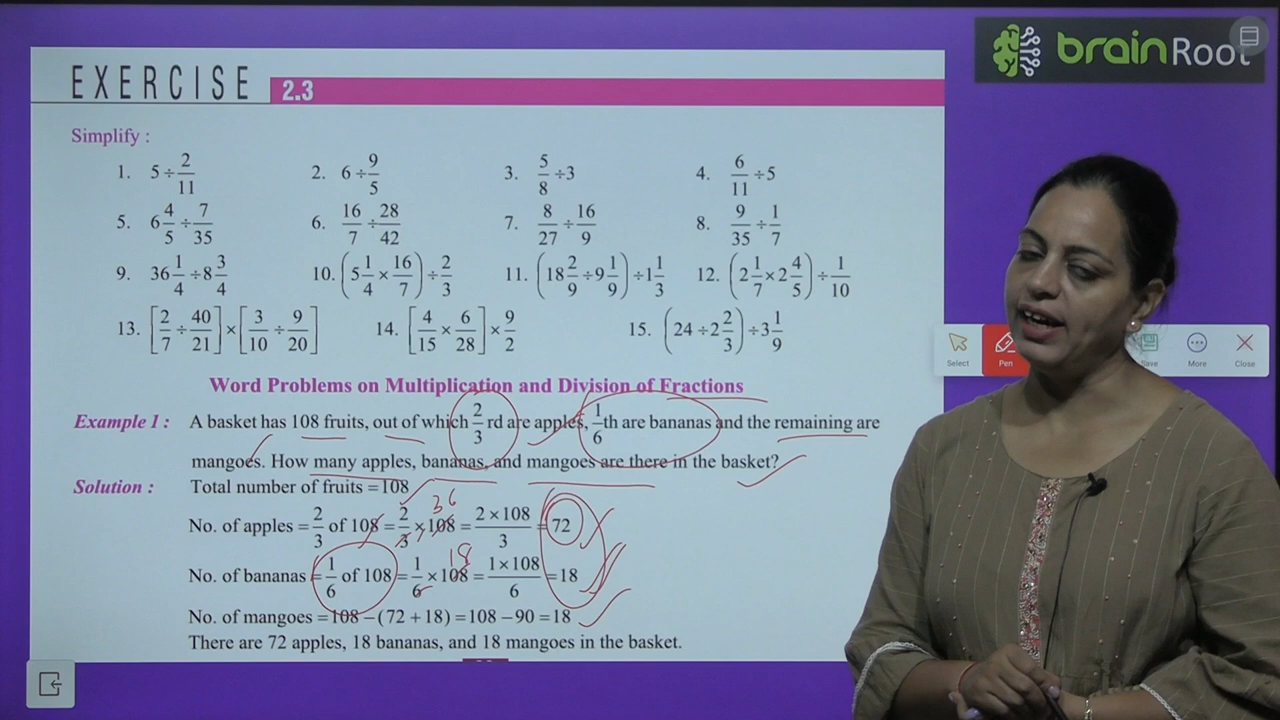 brainRoot
EXERCISE 2.3
Simplify :
1. 5 ÷ 2/11 2. 6 ÷ 9/5 3. 5/8 ÷ 3 4. 6/11 ÷ 5
5. 6 4/5 ÷ 7/35 6. 16/7 ÷ 28/42 7. 8/27 ÷ 16/9 8. 9/35 ÷ 1/7
9. 36 1/4 ÷ 8 3/4 10. (5 1/4 × 16/7) ÷ 2/3 11. (18 2/9 ÷ 9 1/9) ÷ 1 1/3 12. (2 1/7 × 2 4/5) ÷ 1/10
13. [2/7 ÷ 40/21] × [3/10 ÷ 9/20] 14. [4/15 × 6/28] × 9/2 15. (24 ÷ 2 2/3) ÷ 3 1/9
Select Pen Save More Close
Word Problems on Multiplication and Division of Fractions
Example 1 : A basket has 108 fruits, out of which 2/3 rd are apples, 1/6 th are bananas and the remaining are
mangoes. How many apples, bananas, and mangoes are there in the basket?
Solution : Total number of fruits = 108
36
No. of apples = 2/3 of 108 = 2/3 × 108 = 2 × 108/3 = 72
18
No. of bananas = 1/6 of 108 = 1/6 × 108 = 1 × 108/6 = 18
No. of mangoes = 108 – (72 + 18) = 108 – 90 = 18
There are 72 apples, 18 bananas, and 18 mangoes in the basket.